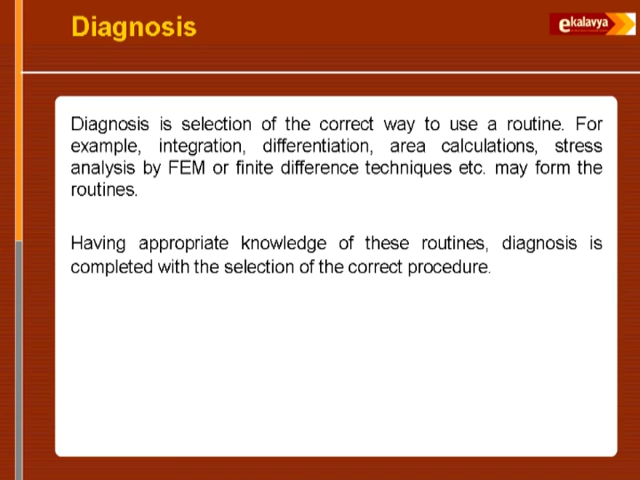 Diagnosis
ekalavya
Diagnosis is selection of the correct way to use a routine. For
example, integration, differentiation, area calculations, stress
analysis by FEM or finite difference techniques etc. may form the
routines.
Having appropriate knowledge of these routines, diagnosis is
completed with the selection of the correct procedure.